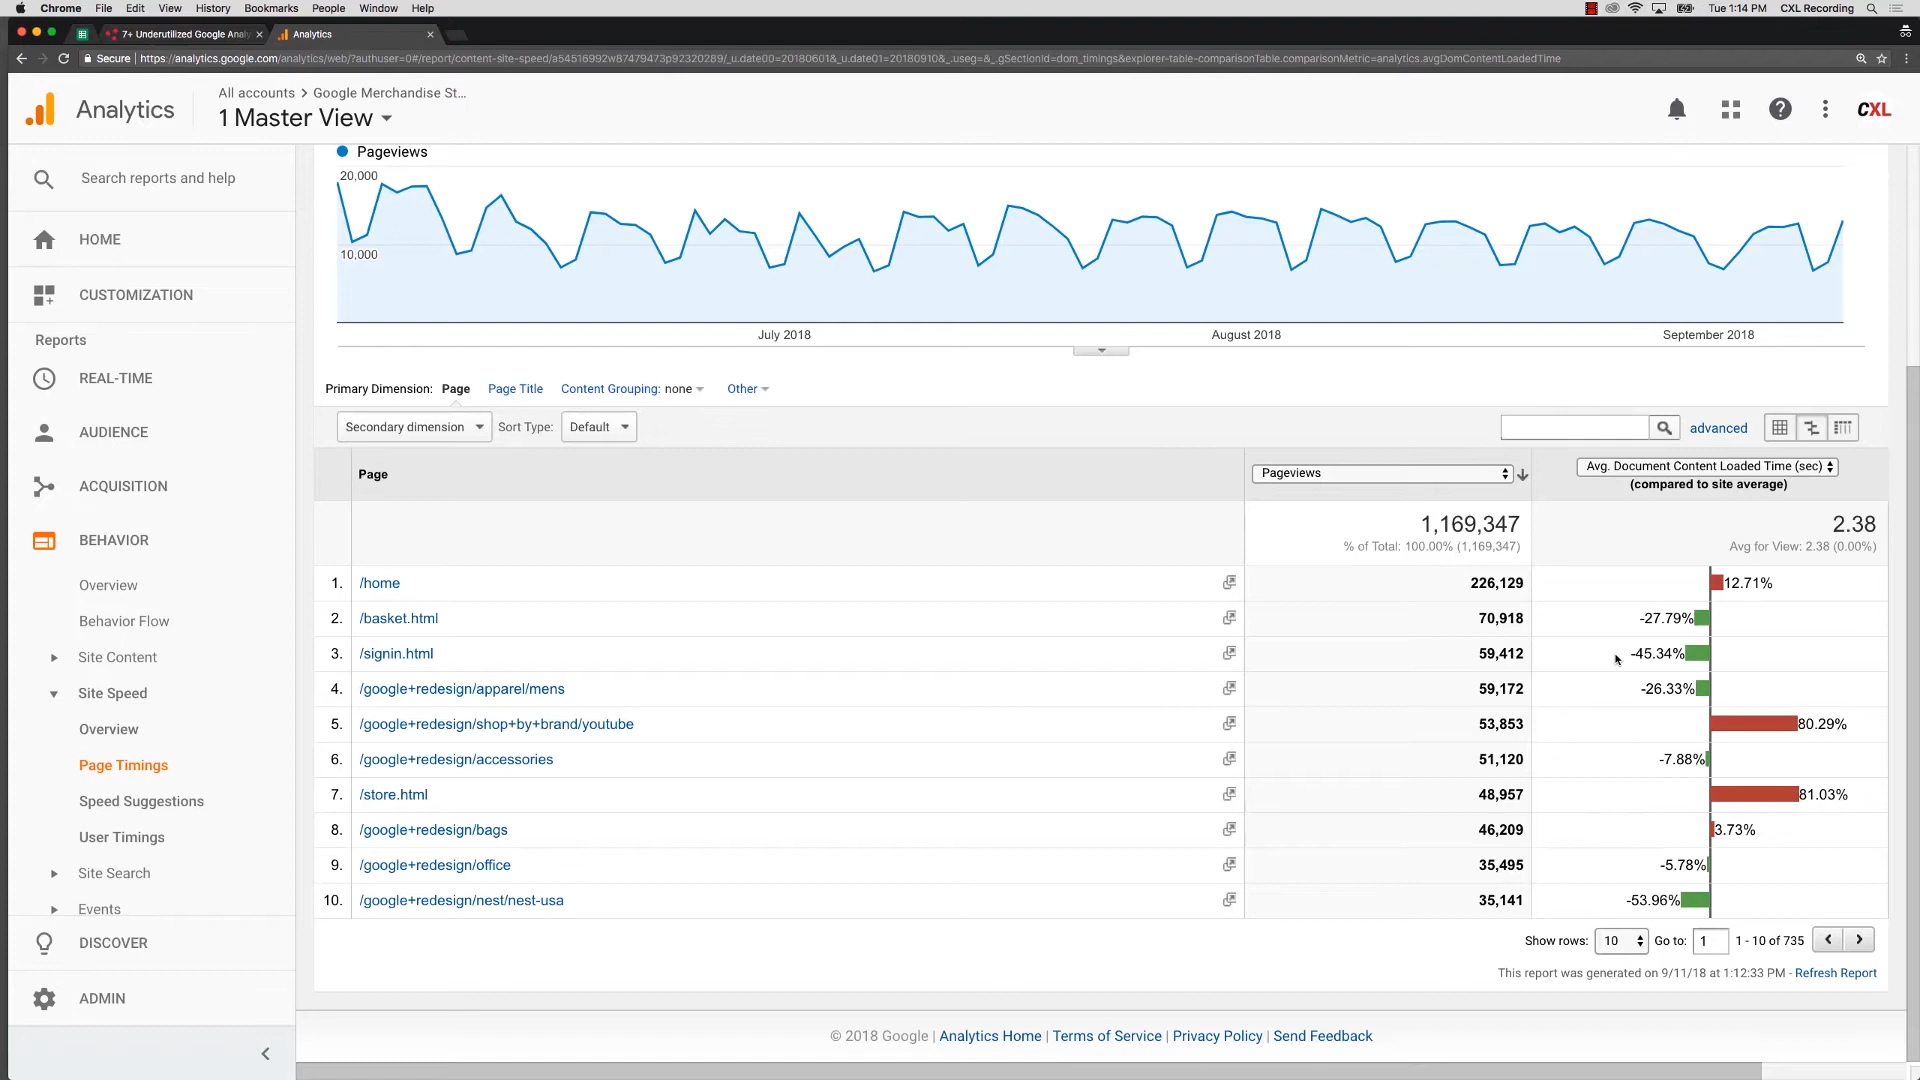 Chrome File Edit View History Bookmarks People Window Help Tue 1:14 PM CXL Recording
7+ Underutilized Google Analy Analytics
Secure https://analytics.google.com/analytics/web/?authuser=0#/report/content-site-speed/a54516992w87479473p92320289/_u.date00=20180601&_u.date01=20180910&_.useg=&_.gSectionId=dom_timings&explorer-table-comparisonTable.comparisonMetric=analytics.avgDomContentLoadedTime
Analytics
All accounts > Google Merchandise St...
1 Master View
CXL
Search reports and help
HOME
CUSTOMIZATION
Reports
REAL-TIME
AUDIENCE
ACQUISITION
BEHAVIOR
Overview
Behavior Flow
Site Content
Site Speed
Overview
Page Timings
Speed Suggestions
User Timings
Site Search
Events
DISCOVER
ADMIN
Pageviews
20,000
10,000
July 2018 August 2018 September 2018
Primary Dimension: Page Page Title Content Grouping: none Other
Secondary dimension Sort Type: Default advanced
Page Pageviews Avg. Document Content Loaded Time (sec)
(compared to site average)
1,169,347 2.38
% of Total: 100.00% (1,169,347) Avg for View: 2.38 (0.00%)
1. /home 226,129 12.71%
2. /basket.html 70,918 -27.79%
3. /signin.html 59,412 -45.34%
4. /google+redesign/apparel/mens 59,172 -26.33%
5. /google+redesign/shop+by+brand/youtube 53,853 80.29%
6. /google+redesign/accessories 51,120 -7.88%
7. /store.html 48,957 81.03%
8. /google+redesign/bags 46,209 3.73%
9. /google+redesign/office 35,495 -5.78%
10. /google+redesign/nest/nest-usa 35,141 -53.96%
Show rows: 10 Go to: 1 1 - 10 of 735
This report was generated on 9/11/18 at 1:12:33 PM - Refresh Report
© 2018 Google | Analytics Home | Terms of Service | Privacy Policy | Send Feedback